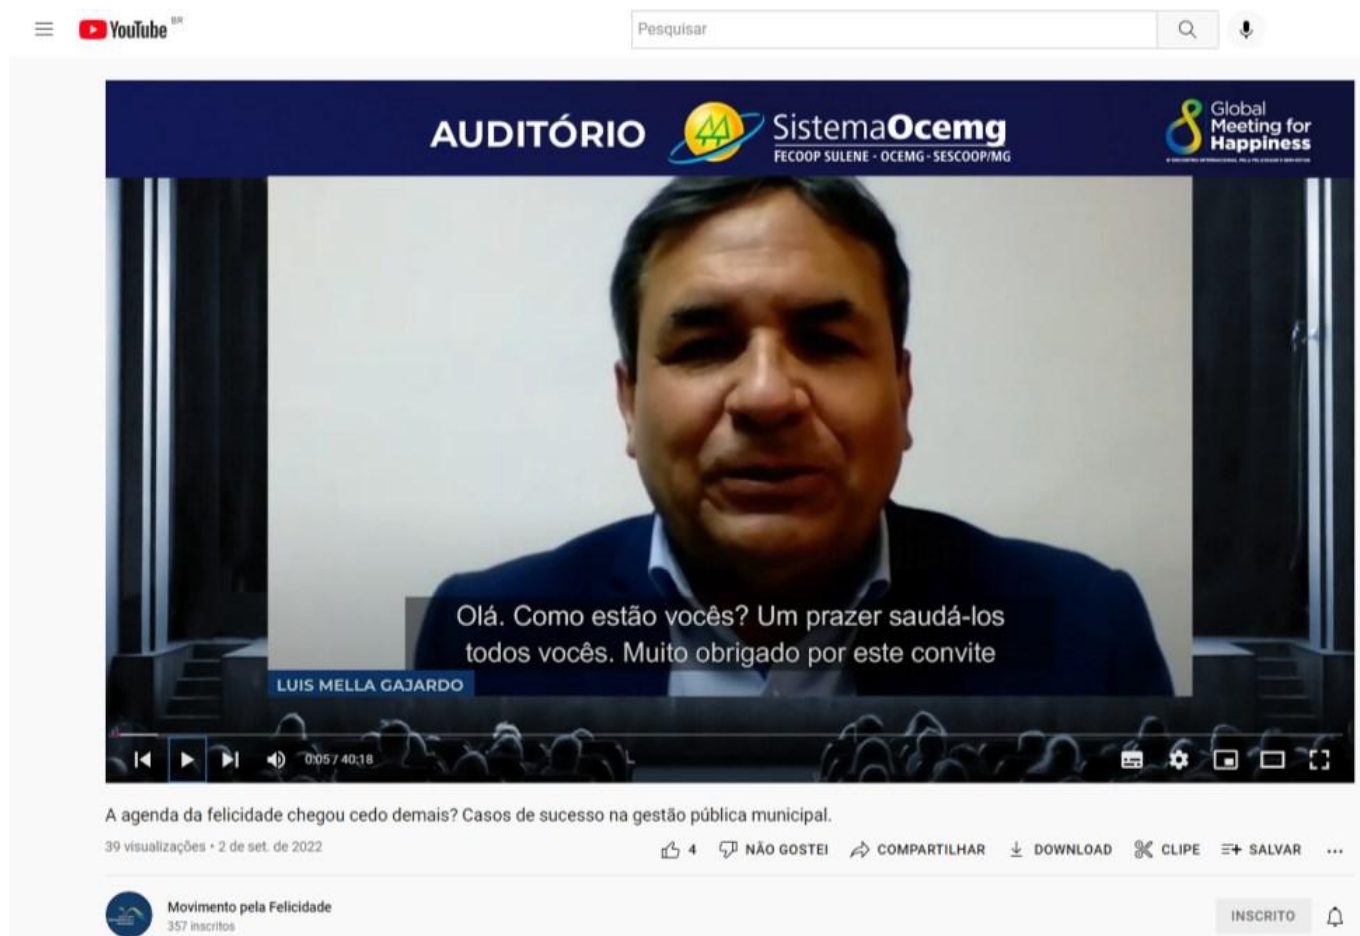 YouTube BR
Pesquisar
AUDITÓRIO
SistemaOcemg
FECOOP SULENE - OCEMG - SESCOOP/MG
Global
Meeting for
Happiness
Olá. Como estão vocês? Um prazer saudá-los
todos vocês. Muito obrigado por este convite
LUIS MELLA GAJARDO
0:05 / 40:18
A agenda da felicidade chegou cedo demais? Casos de sucesso na gestão pública municipal.
39 visualizações • 2 de set. de 2022
4 NÃO GOSTEI COMPARTILHAR DOWNLOAD CLIPE SALVAR
Movimento pela Felicidade
357 inscritos
INSCRITO